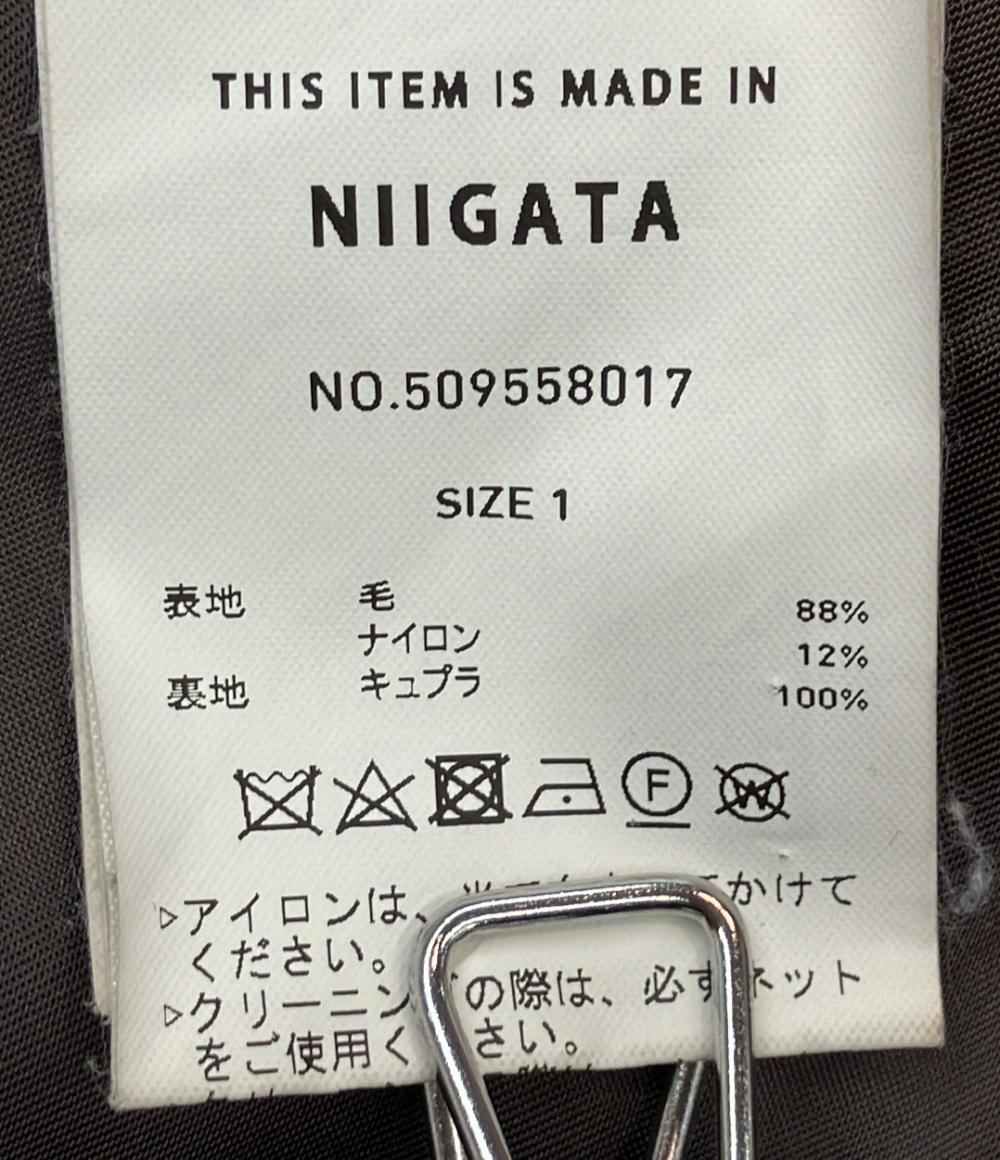 THIS ITEM IS MADE IN
NIIGATA
NO.509558017
SIZE 1
表地 毛 88%
ナイロン 12%
裏地 キュプラ 100%
F
W
▷アイロンは、 かけて
ください。
▷クリーニン の際は、必ず ネット
をご使用く さい。